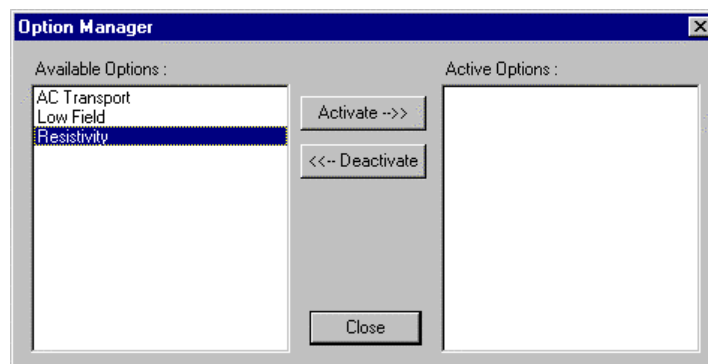 Option Manager
Available Options :
Active Options :
AC Transport
Low Field
Resistivity
Activate -->>
<<-- Deactivate
Close